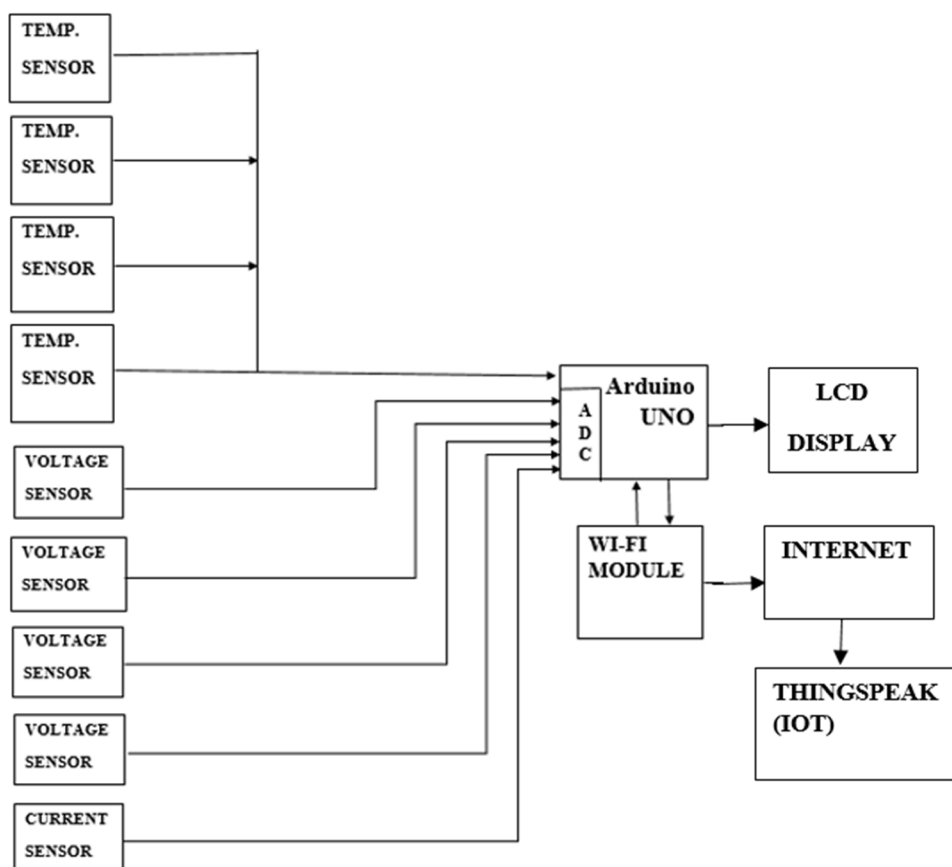 TEMP.
SENSOR
TEMP.
SENSOR
TEMP.
SENSOR
TEMP.
SENSOR
VOLTAGE
SENSOR
VOLTAGE
SENSOR
VOLTAGE
SENSOR
VOLTAGE
SENSOR
CURRENT
SENSOR
Arduino
UNO
A
D
C
LCD
DISPLAY
WI-FI
MODULE
INTERNET
THINGSPEAK
(IOT)